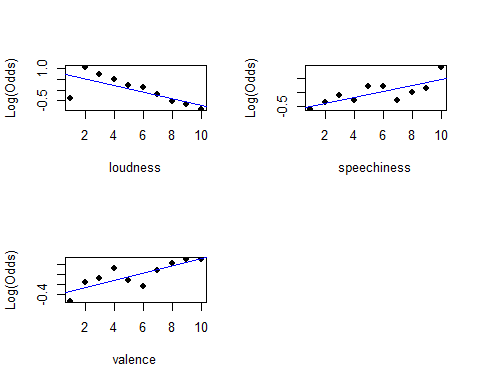 Log(Odds)
1.0
-0.5
2 4 6 8 10
loudness
Log(Odds)
-0.5
2 4 6 8 10
speechiness
Log(Odds)
-0.4
2 4 6 8 10
valence